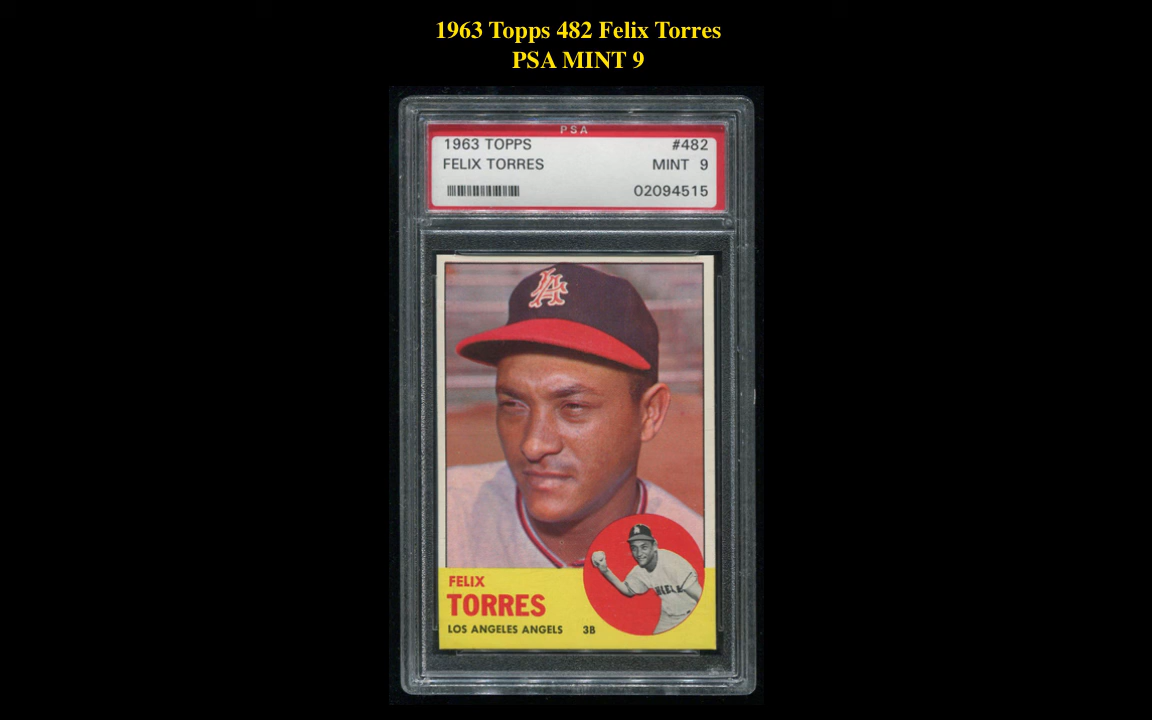 1963 Topps 482 Felix Torres
PSA MINT 9
PSA
1963 TOPPS #482
FELIX TORRES MINT 9
02094515
LA
FELIX
TORRES
LOS ANGELES ANGELS 3B